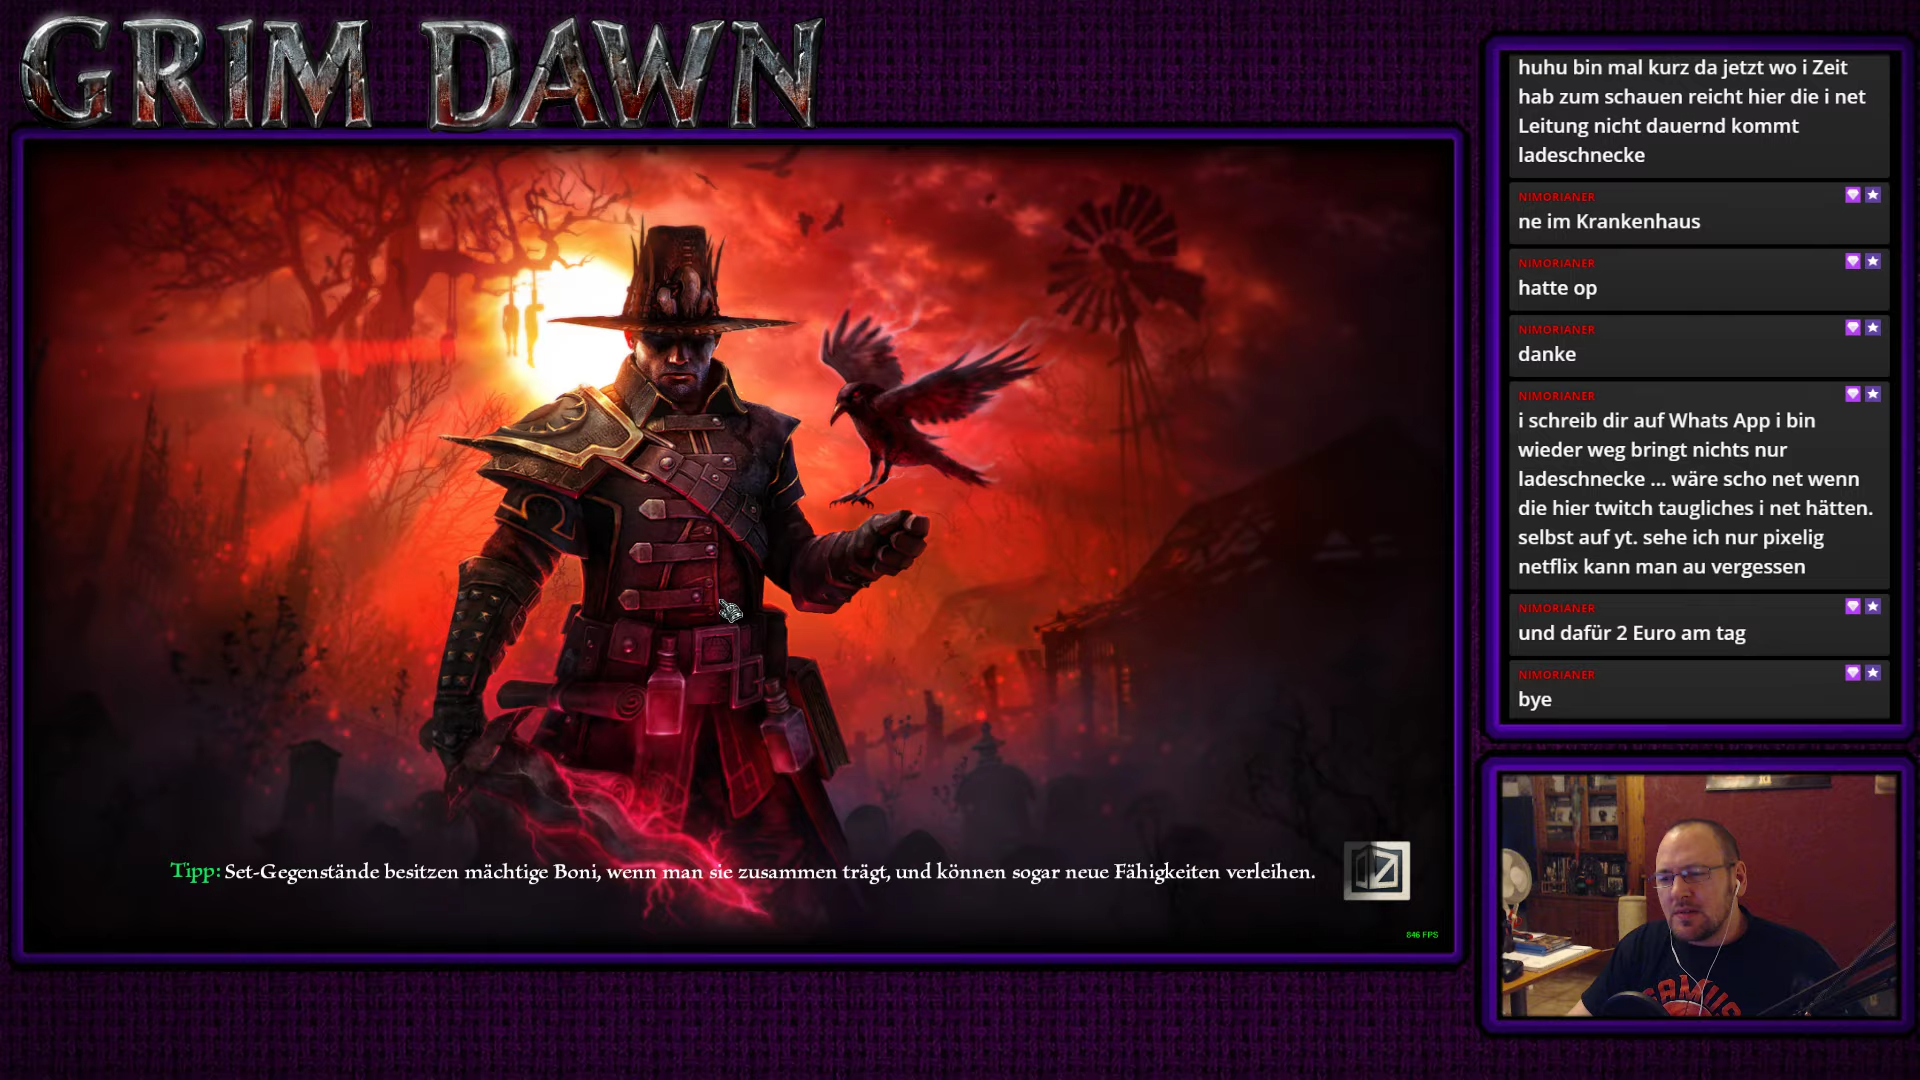 GRIM DAWN
huhu bin mal kurz da jetzt wo i Zeit
hab zum schauen reicht hier die i net
Leitung nicht dauernd kommt
ladeschnecke
NIMORIANER
ne im Krankenhaus
NIMORIANER
hatte op
NIMORIANER
danke
NIMORIANER
i schreib dir auf Whats App i bin
wieder weg bringt nichts nur
ladeschnecke ... wäre scho net wenn
die hier twitch taugliches i net hätten.
selbst auf yt. sehe ich nur pixelig
netflix kann man au vergessen
NIMORIANER
und dafür 2 Euro am tag
NIMORIANER
bye
Tipp: Set-Gegenstände besitzen mächtige Boni, wenn man sie zusammen trägt, und können sogar neue Fähigkeiten verleihen.
846 FPS